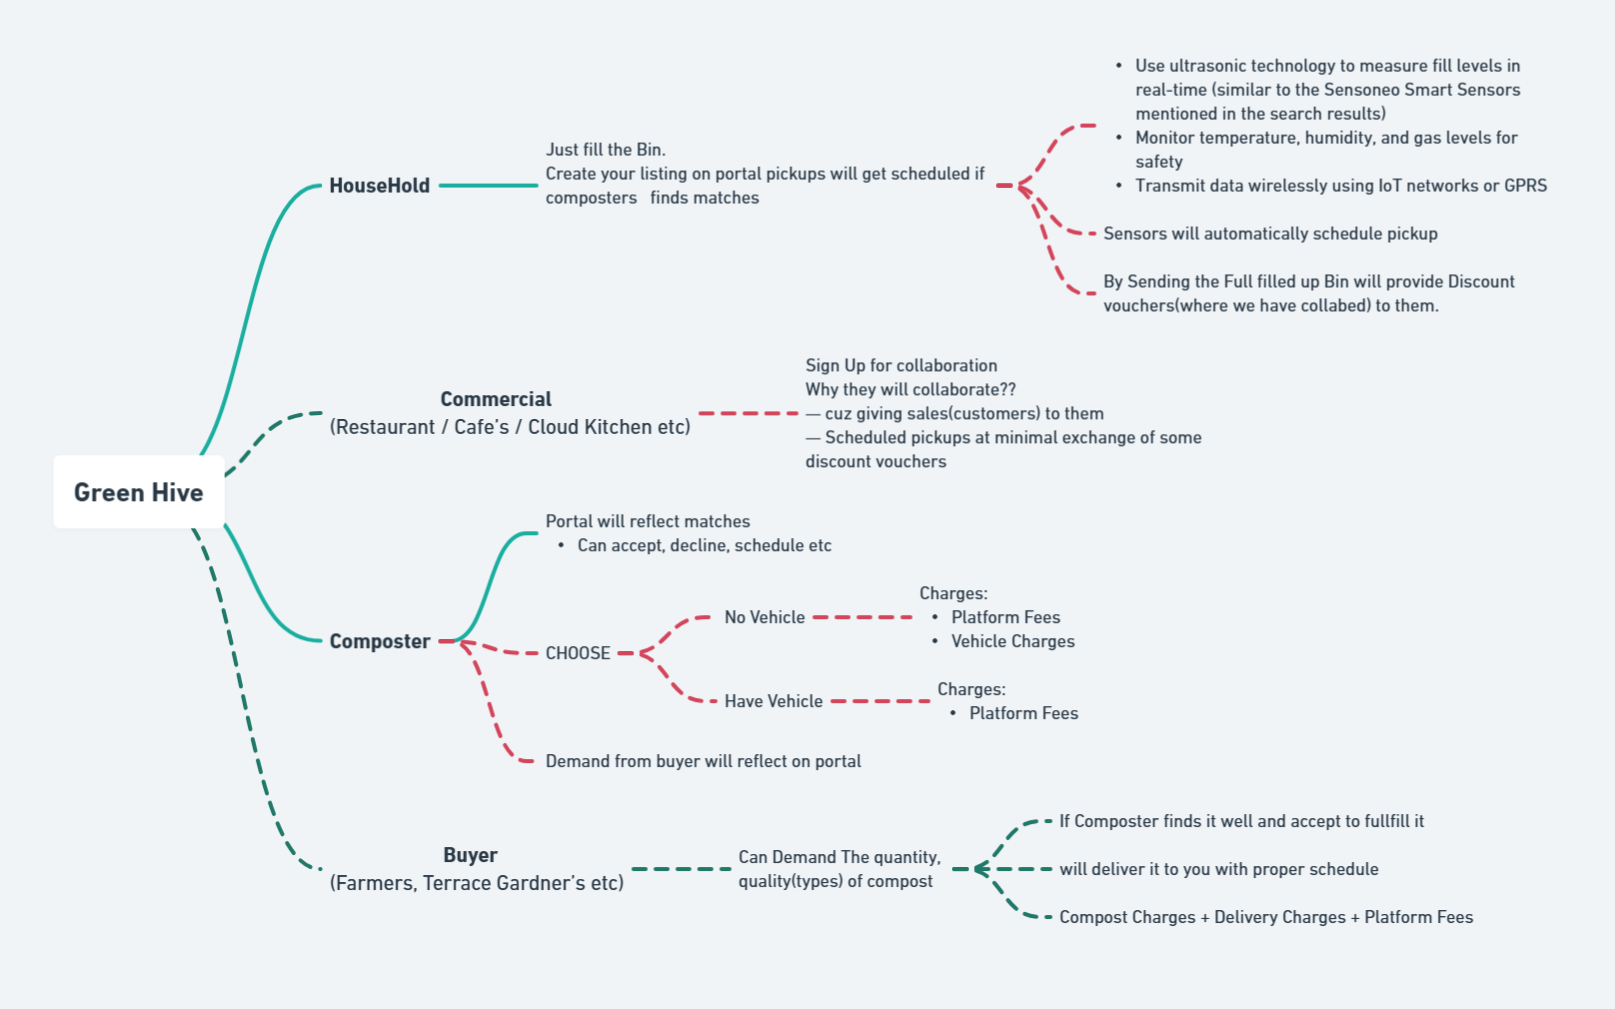 • Use ultrasonic technology to measure fill levels in
real-time (similar to the Sensoneo Smart Sensors
mentioned in the search results)
• Monitor temperature, humidity, and gas levels for
safety
• Transmit data wirelessly using IoT networks or GPRS
Just fill the Bin.
Create your listing on portal pickups will get scheduled if
composters   finds matches
HouseHold
Sensors will automatically schedule pickup
By Sending the Full filled up Bin will provide Discount
vouchers(where we have collabed) to them.
Sign Up for collaboration
Why they will collaborate??
— cuz giving sales(customers) to them
— Scheduled pickups at minimal exchange of some
discount vouchers
Commercial
(Restaurant / Cafe's / Cloud Kitchen etc)
Green Hive
Portal will reflect matches
• Can accept, decline, schedule etc
Composter
CHOOSE
No Vehicle
Charges:
• Platform Fees
• Vehicle Charges
Have Vehicle
Charges:
• Platform Fees
Demand from buyer will reflect on portal
Buyer
(Farmers, Terrace Gardner's etc)
Can Demand The quantity,
quality(types) of compost
If Composter finds it well and accept to fullfill it
will deliver it to you with proper schedule
Compost Charges + Delivery Charges + Platform Fees